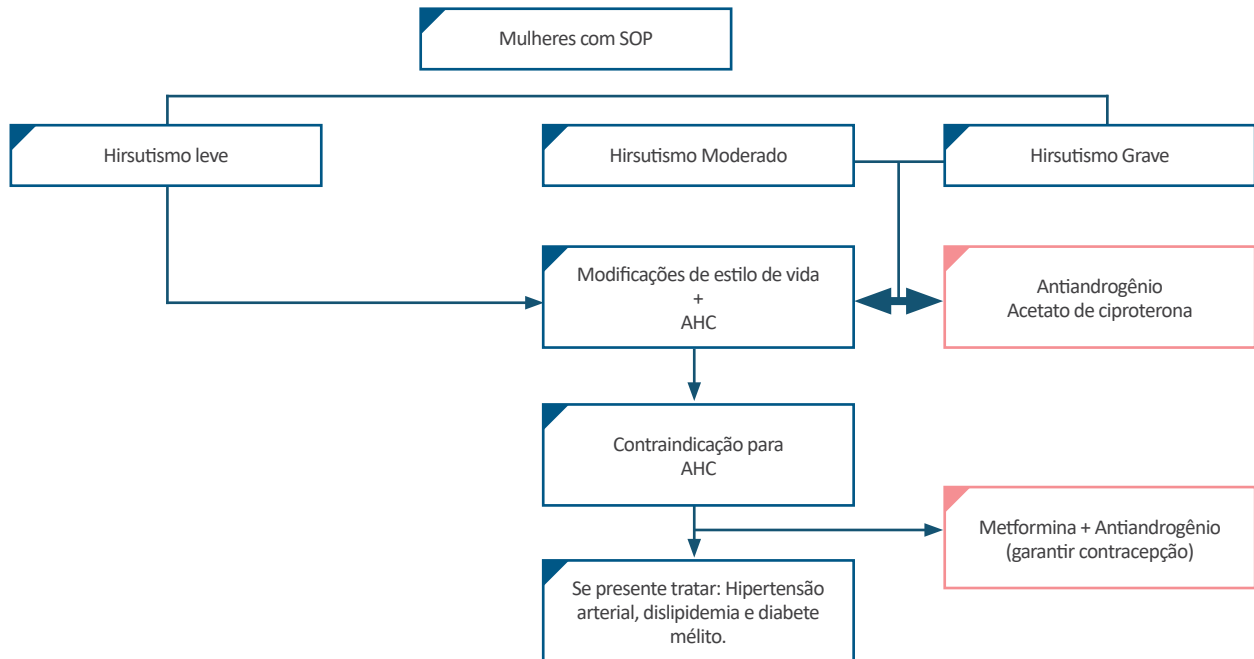 Mulheres com SOP
Hirsutismo leve
Hirsutismo Moderado
Hirsutismo Grave
Modificações de estilo de vida
+
AHC
Antiandrogênio
Acetato de ciproterona
Contraindicação para
AHC
Metformina + Antiandrogênio
(garantir contracepção)
Se presente tratar: Hipertensão
arterial, dislipidemia e diabete
mélito.